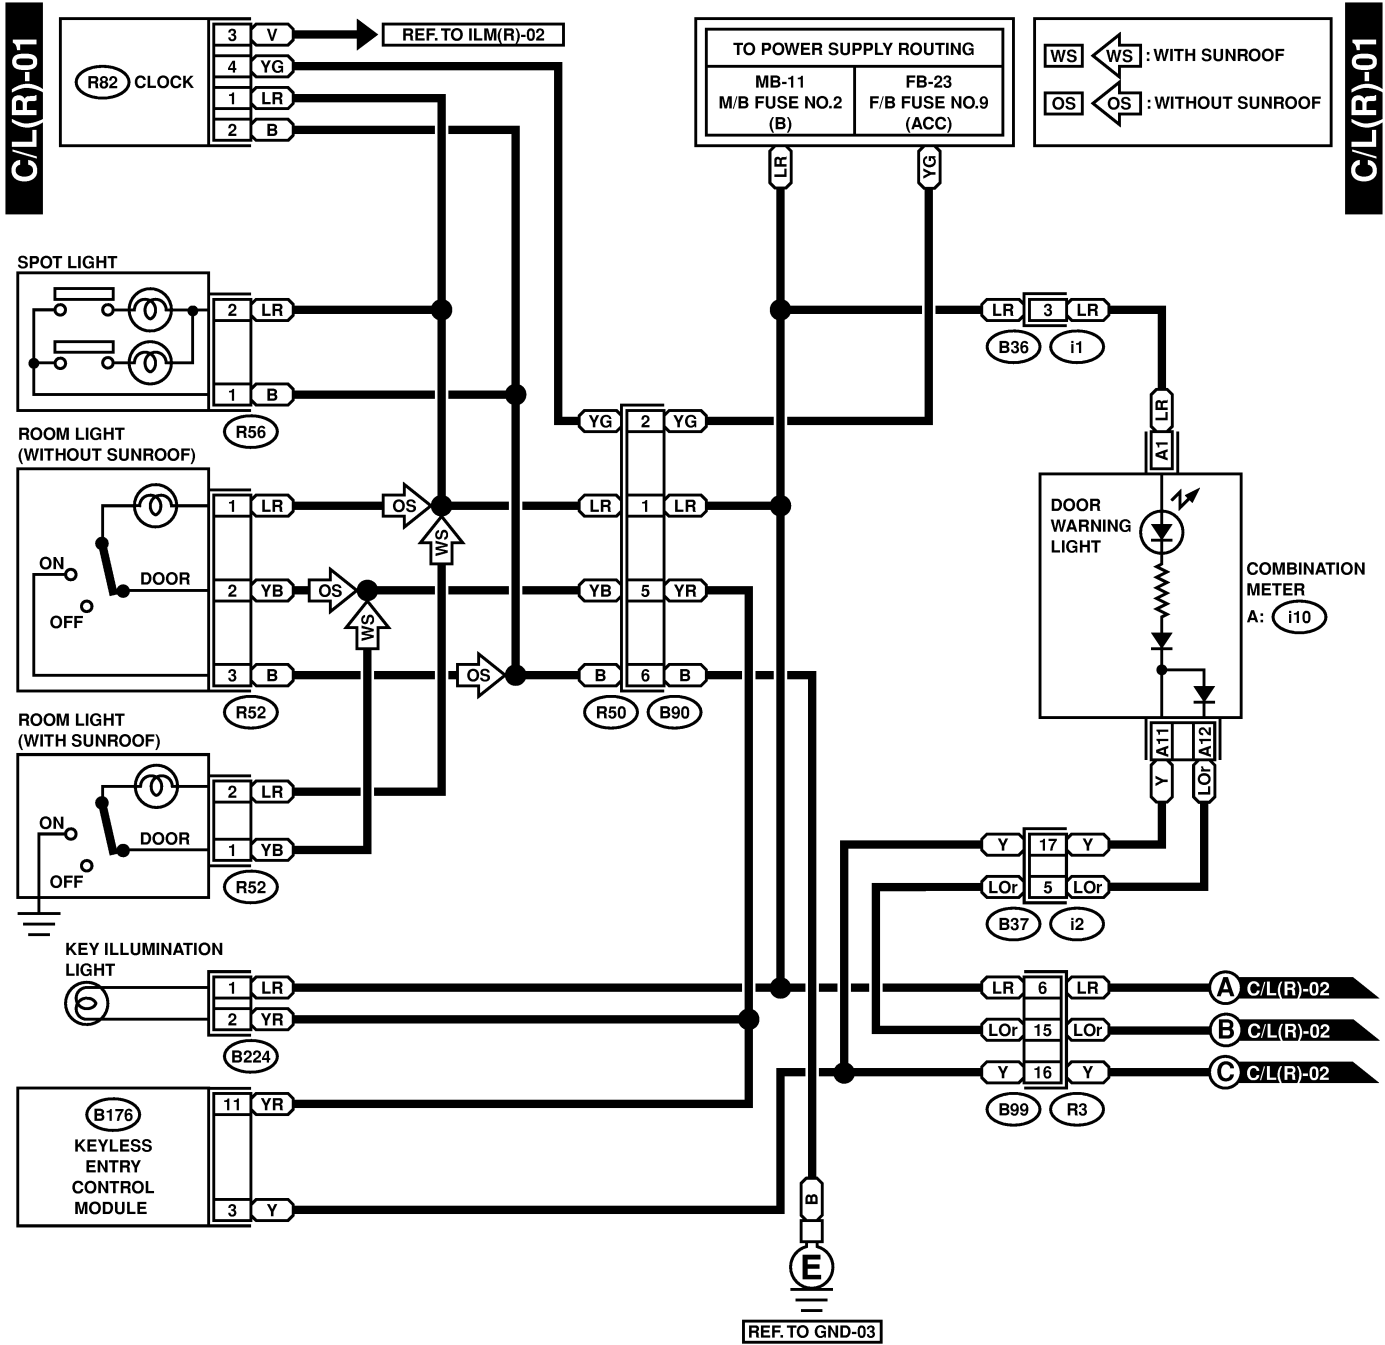 C/L(R)-01
C/L(R)-01
3 V
REF. TO ILM(R)-02
4 YG
R82 CLOCK
1 LR
2 B
TO POWER SUPPLY ROUTING
MB-11
M/B FUSE NO.2
(B)
FB-23
F/B FUSE NO.9
(ACC)
LR
YG
WS WS : WITH SUNROOF
OS OS : WITHOUT SUNROOF
SPOT LIGHT
2 LR
1 B
R56
LR 3 LR
B36 i1
LR
A1
YG 2 YG
ROOM LIGHT
(WITHOUT SUNROOF)
1 LR
OS
LR 1 LR
WS
ON
DOOR
OFF
2 YB
OS
YB 5 YR
WS
3 B
OS
B 6 B
R52
R50 B90
DOOR
WARNING
LIGHT
COMBINATION
METER
A: i10
A11
A12
Y
LOr
ROOM LIGHT
(WITH SUNROOF)
ON
DOOR
OFF
2 LR
1 YB
R52
Y 17 Y
LOr 5 LOr
B37 i2
KEY ILLUMINATION
LIGHT
1 LR
2 YR
B224
LR 6 LR
A C/L(R)-02
LOr 15 LOr
B C/L(R)-02
Y 16 Y
C C/L(R)-02
B99 R3
B176
KEYLESS
ENTRY
CONTROL
MODULE
11 YR
3 Y
B
E
REF. TO GND-03